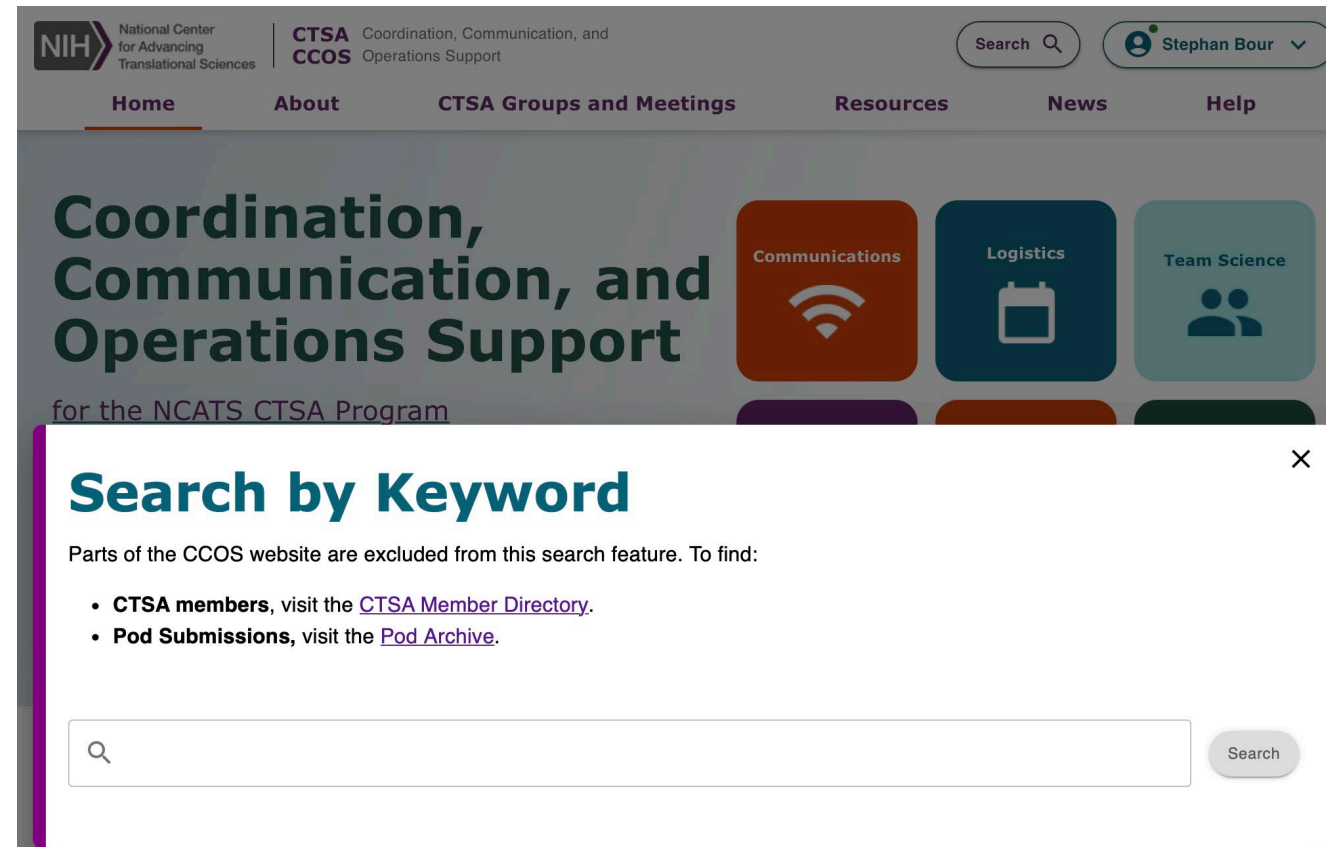 NIH
National Center
for Advancing
Translational Sciences
CTSA
CCOS
Coordination, Communication, and
Operations Support
Search
Stephan Bour
Home About CTSA Groups and Meetings Resources News Help
Coordination,
Communication, and
Operations Support
for the NCATS CTSA Program
Communications
Logistics
Team Science
Search by Keyword
Parts of the CCOS website are excluded from this search feature. To find:
• CTSA members, visit the CTSA Member Directory.
• Pod Submissions, visit the Pod Archive.
Search